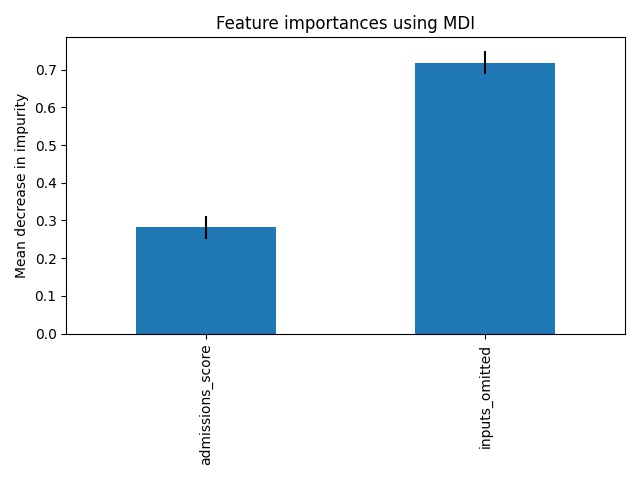 Feature importances using MDI
Mean decrease in impurity
0.7
0.6
0.5
0.4
0.3
0.2
0.1
0.0
admissions_score
inputs_omitted